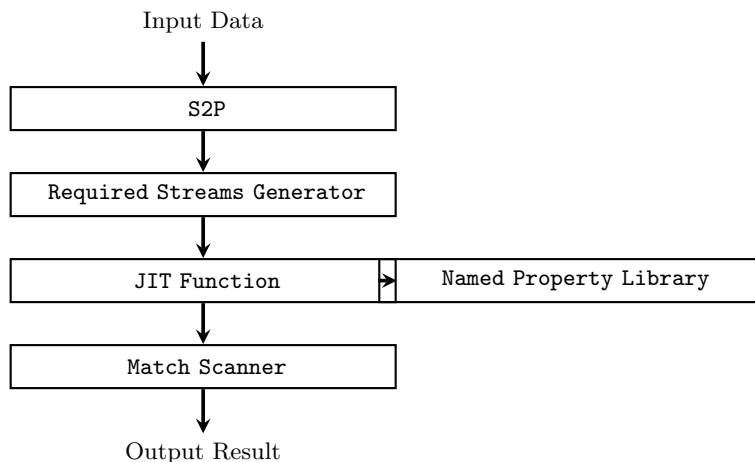 Input Data
S2P
Required Streams Generator
JIT Function
Named Property Library
Match Scanner
Output Result